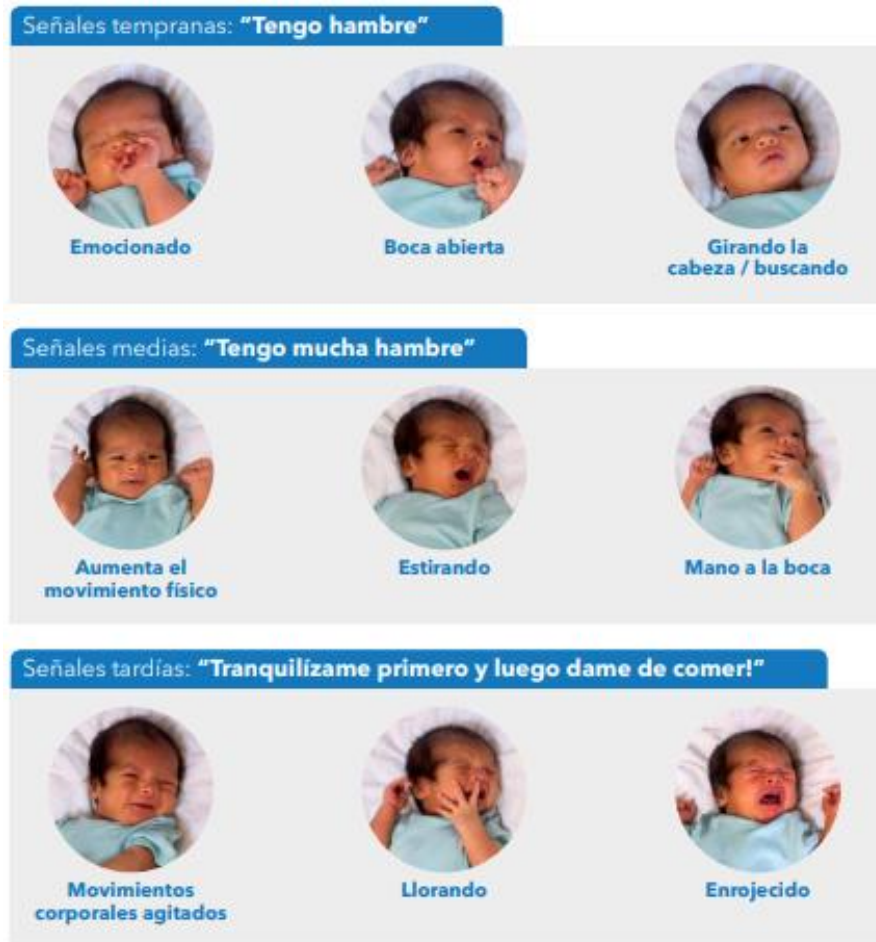 Señales tempranas: "Tengo hambre"
Emocionado
Boca abierta
Girando la
cabeza / buscando
Señales medias: "Tengo mucha hambre"
Aumenta el
movimiento físico
Estirando
Mano a la boca
Señales tardías: "Tranquilízame primero y luego dame de comer!"
Movimientos
corporales agitados
Llorando
Enrojecido